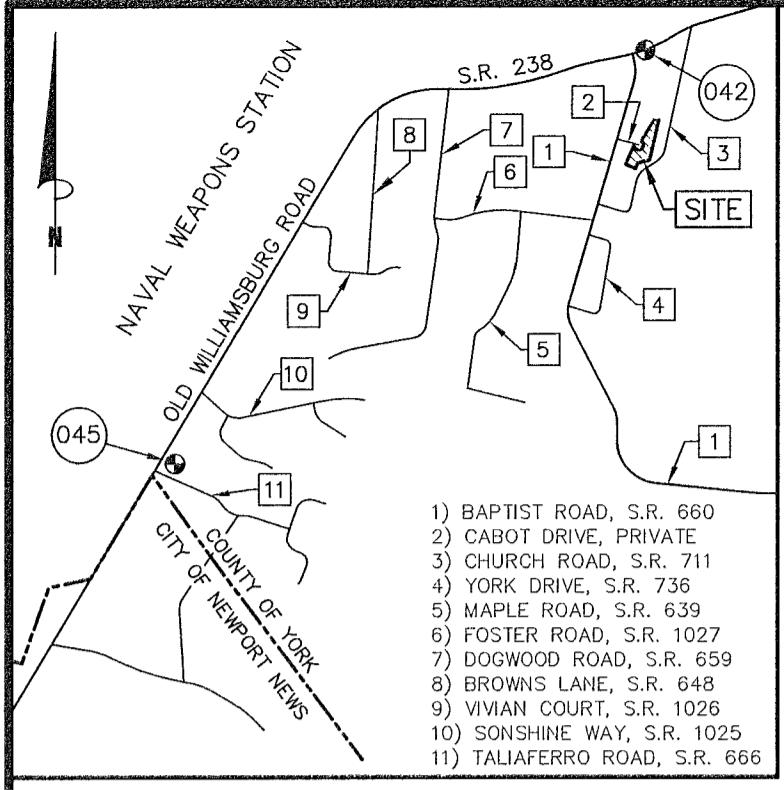 NAVAL WEAPONS STATION
S.R. 238
042
2
8
7
1
3
6
SITE
N
OLD WILLIAMSBURG ROAD
9
4
5
10
045
1
11
COUNTY OF YORK
CITY OF NEWPORT NEWS
1) BAPTIST ROAD, S.R. 660
2) CABOT DRIVE, PRIVATE
3) CHURCH ROAD, S.R. 711
4) YORK DRIVE, S.R. 736
5) MAPLE ROAD, S.R. 639
6) FOSTER ROAD, S.R. 1027
7) DOGWOOD ROAD, S.R. 659
8) BROWNS LANE, S.R. 648
9) VIVIAN COURT, S.R. 1026
10) SONSHINE WAY, S.R. 1025
11) TALIAFERRO ROAD, S.R. 666